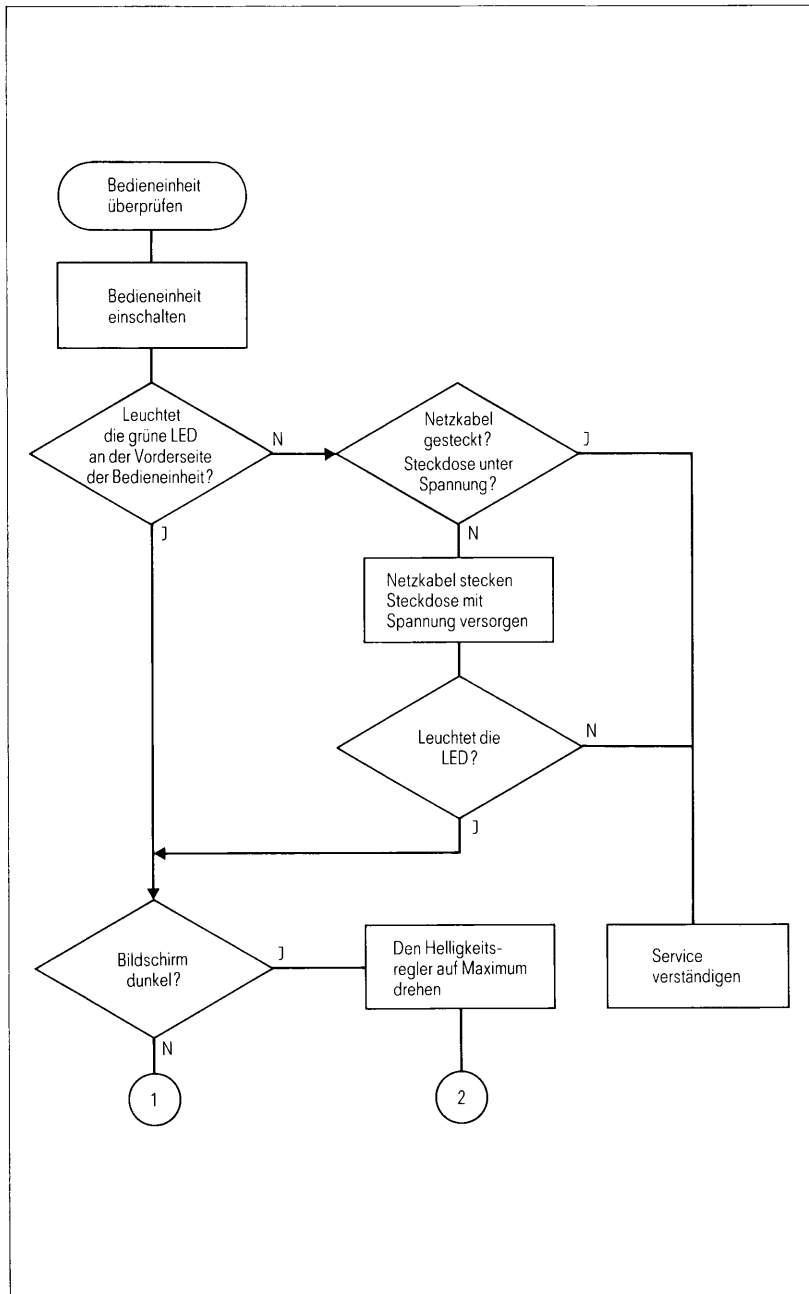 Bedieneinheit
überprüfen
Bedieneinheit
einschalten
Leuchtet
die grüne LED
an der Vorderseite
der Bedieneinheit?
N
J
Netzkabel
gesteckt?
Steckdose unter
Spannung?
J
N
Netzkabel stecken
Steckdose mit
Spannung versorgen
Leuchtet die
LED?
N
J
Bildschirm
dunkel?
J
N
Den Helligkeits-
regler auf Maximum
drehen
Service
verständigen
1
2